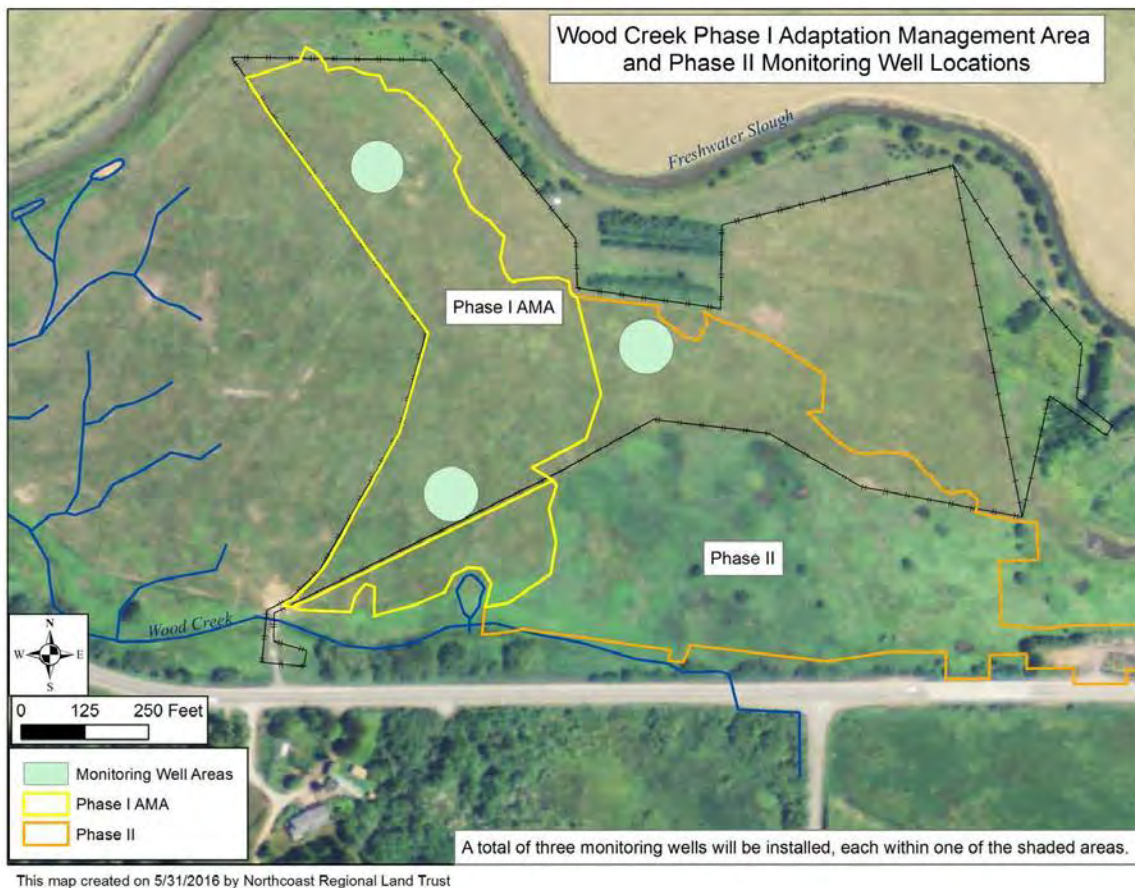 Wood Creek Phase I Adaptation Management Area
and Phase II Monitoring Well Locations
Freshwater Slough
Phase I AMA
Phase II
Wood Creek
N
W E
S
0 125 250 Feet
Monitoring Well Areas
Phase I AMA
Phase II
A total of three monitoring wells will be installed, each within one of the shaded areas.
This map created on 5/31/2016 by Northcoast Regional Land Trust